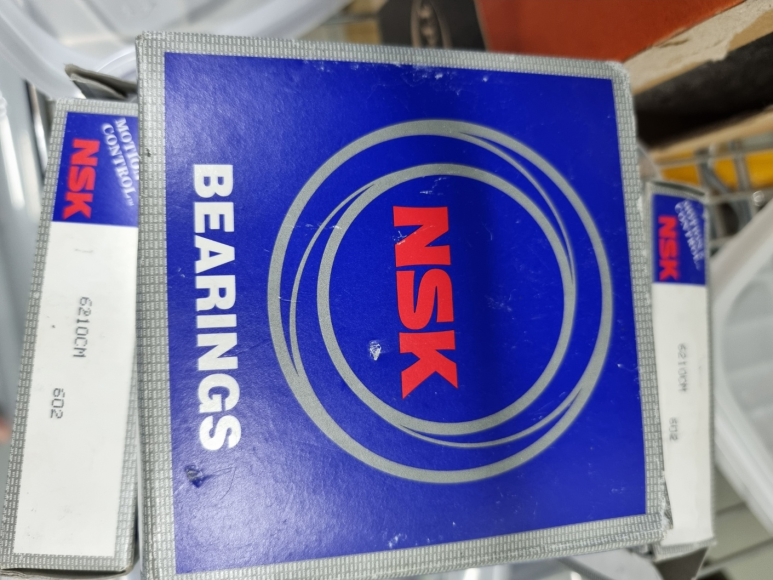 NSK
BEARINGS
NSK
MOTION
CONTROL
6210CM
602
NSK
MOTION
CONTROL
6210CM
602